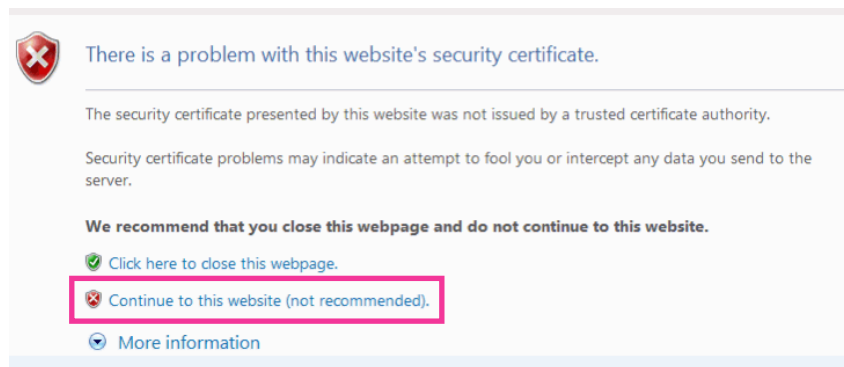 There is a problem with this website's security certificate.
The security certificate presented by this website was not issued by a trusted certificate authority.
Security certificate problems may indicate an attempt to fool you or intercept any data you send to the
server.
We recommend that you close this webpage and do not continue to this website.
Click here to close this webpage.
Continue to this website (not recommended).
More information